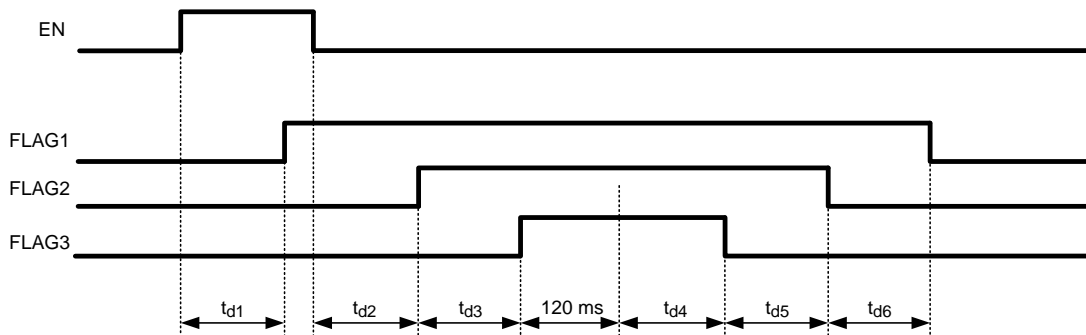 EN
FLAG1
FLAG2
FLAG3
td1 td2 td3 120 ms td4 td5 td6